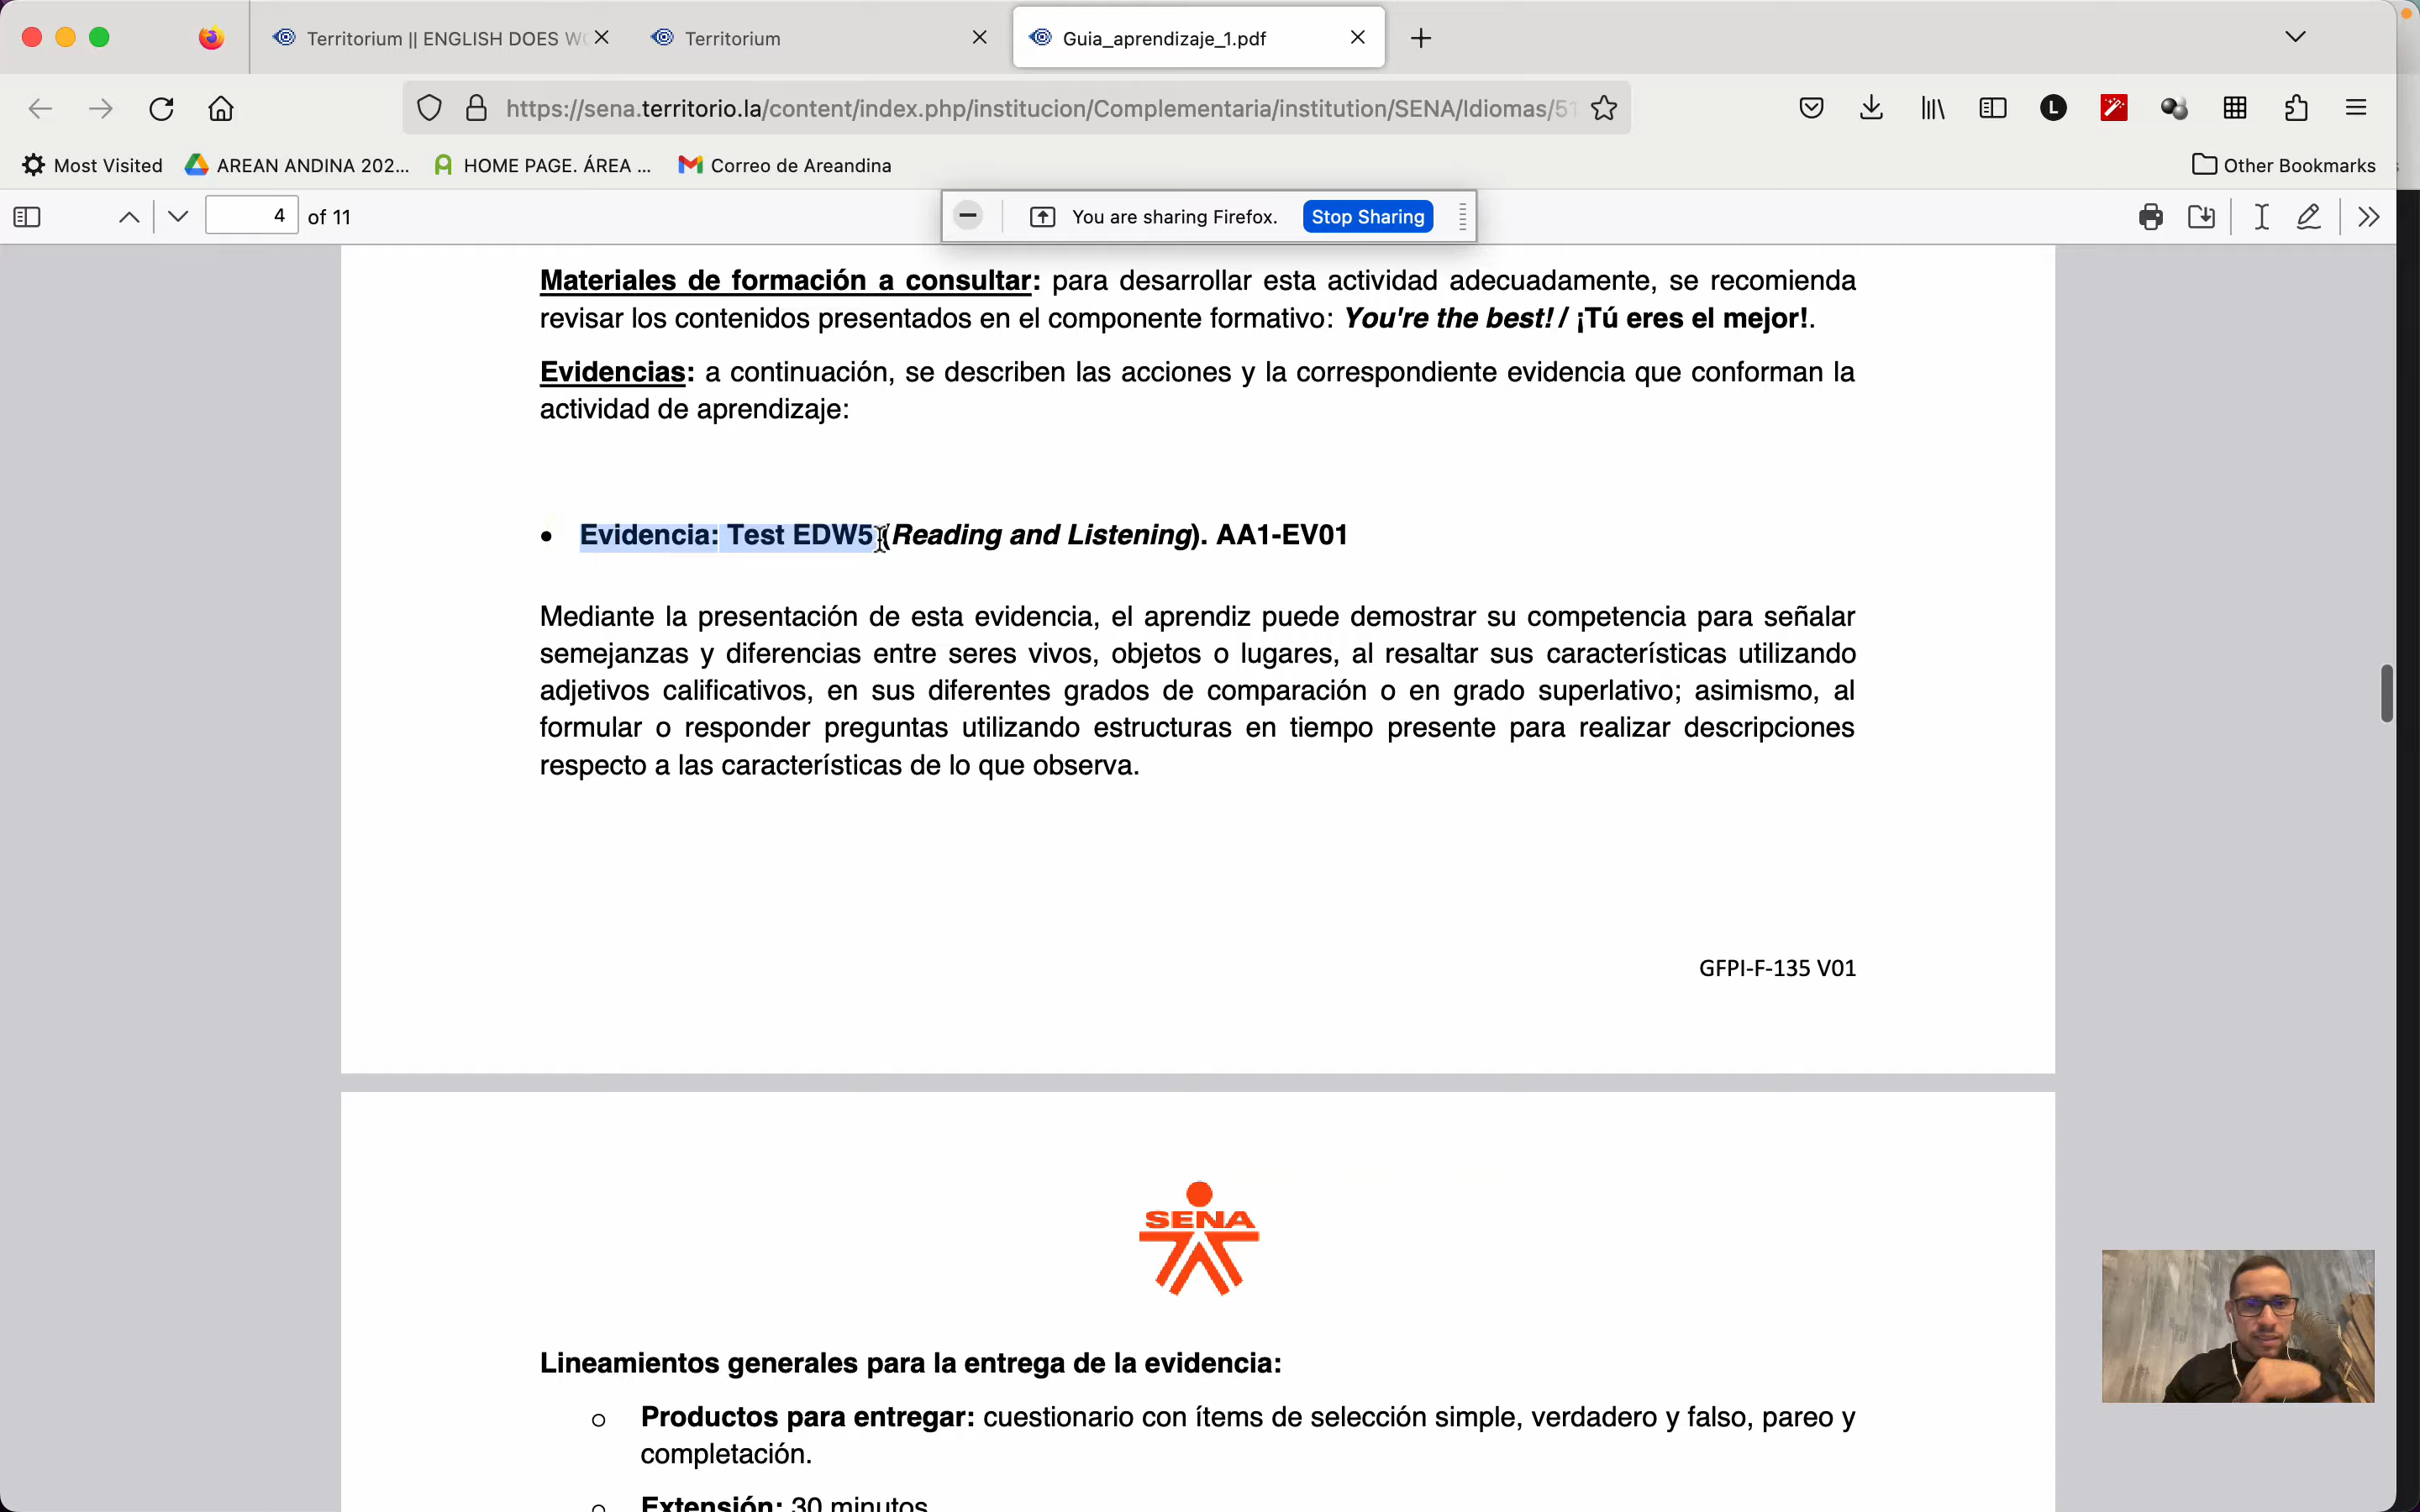 Territorium || ENGLISH DOES WO
Territorium
Guia_aprendizaje_1.pdf
https://sena.territorio.la/content/index.php/institucion/Complementaria/institution/SENA/Idiomas/51
L
Most Visited
AREAN ANDINA 202...
HOME PAGE. ÁREA ...
Correo de Areandina
Other Bookmarks
4 of 11
You are sharing Firefox.
Stop Sharing
Materiales de formación a consultar: para desarrollar esta actividad adecuadamente, se recomienda
revisar los contenidos presentados en el componente formativo: You're the best! / ¡Tú eres el mejor!.
Evidencias: a continuación, se describen las acciones y la correspondiente evidencia que conforman la
actividad de aprendizaje:
• Evidencia: Test EDW5 (Reading and Listening). AA1-EV01
Mediante la presentación de esta evidencia, el aprendiz puede demostrar su competencia para señalar
semejanzas y diferencias entre seres vivos, objetos o lugares, al resaltar sus características utilizando
adjetivos calificativos, en sus diferentes grados de comparación o en grado superlativo; asimismo, al
formular o responder preguntas utilizando estructuras en tiempo presente para realizar descripciones
respecto a las características de lo que observa.
GFPI-F-135 V01
SENA
Lineamientos generales para la entrega de la evidencia:
o Productos para entregar: cuestionario con ítems de selección simple, verdadero y falso, pareo y
completación.
o Extensión: 30 minutos